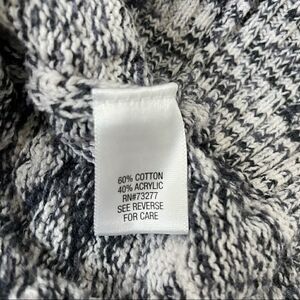 60% COTTON
40% ACRYLIC
RN#73277
SEE REVERSE
FOR CARE